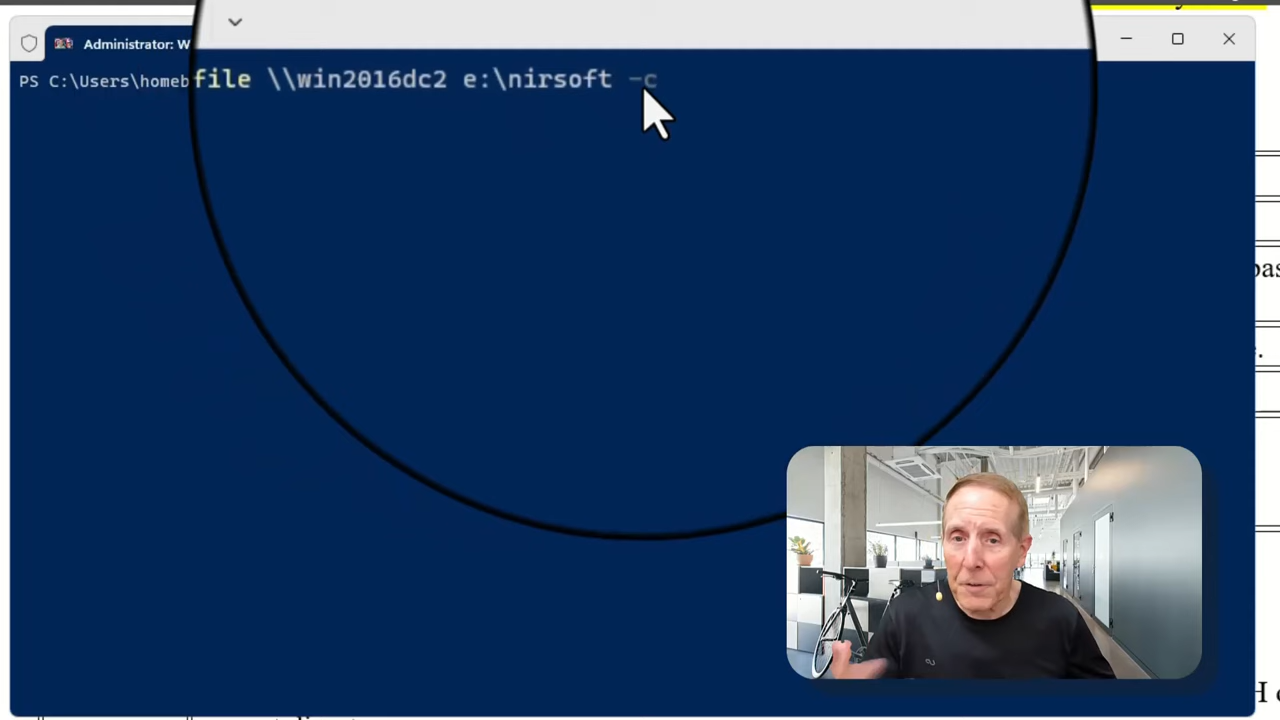 Administrator: W
PS C:\Users\homeb file \\win2016dc2 e:\nirsoft -c